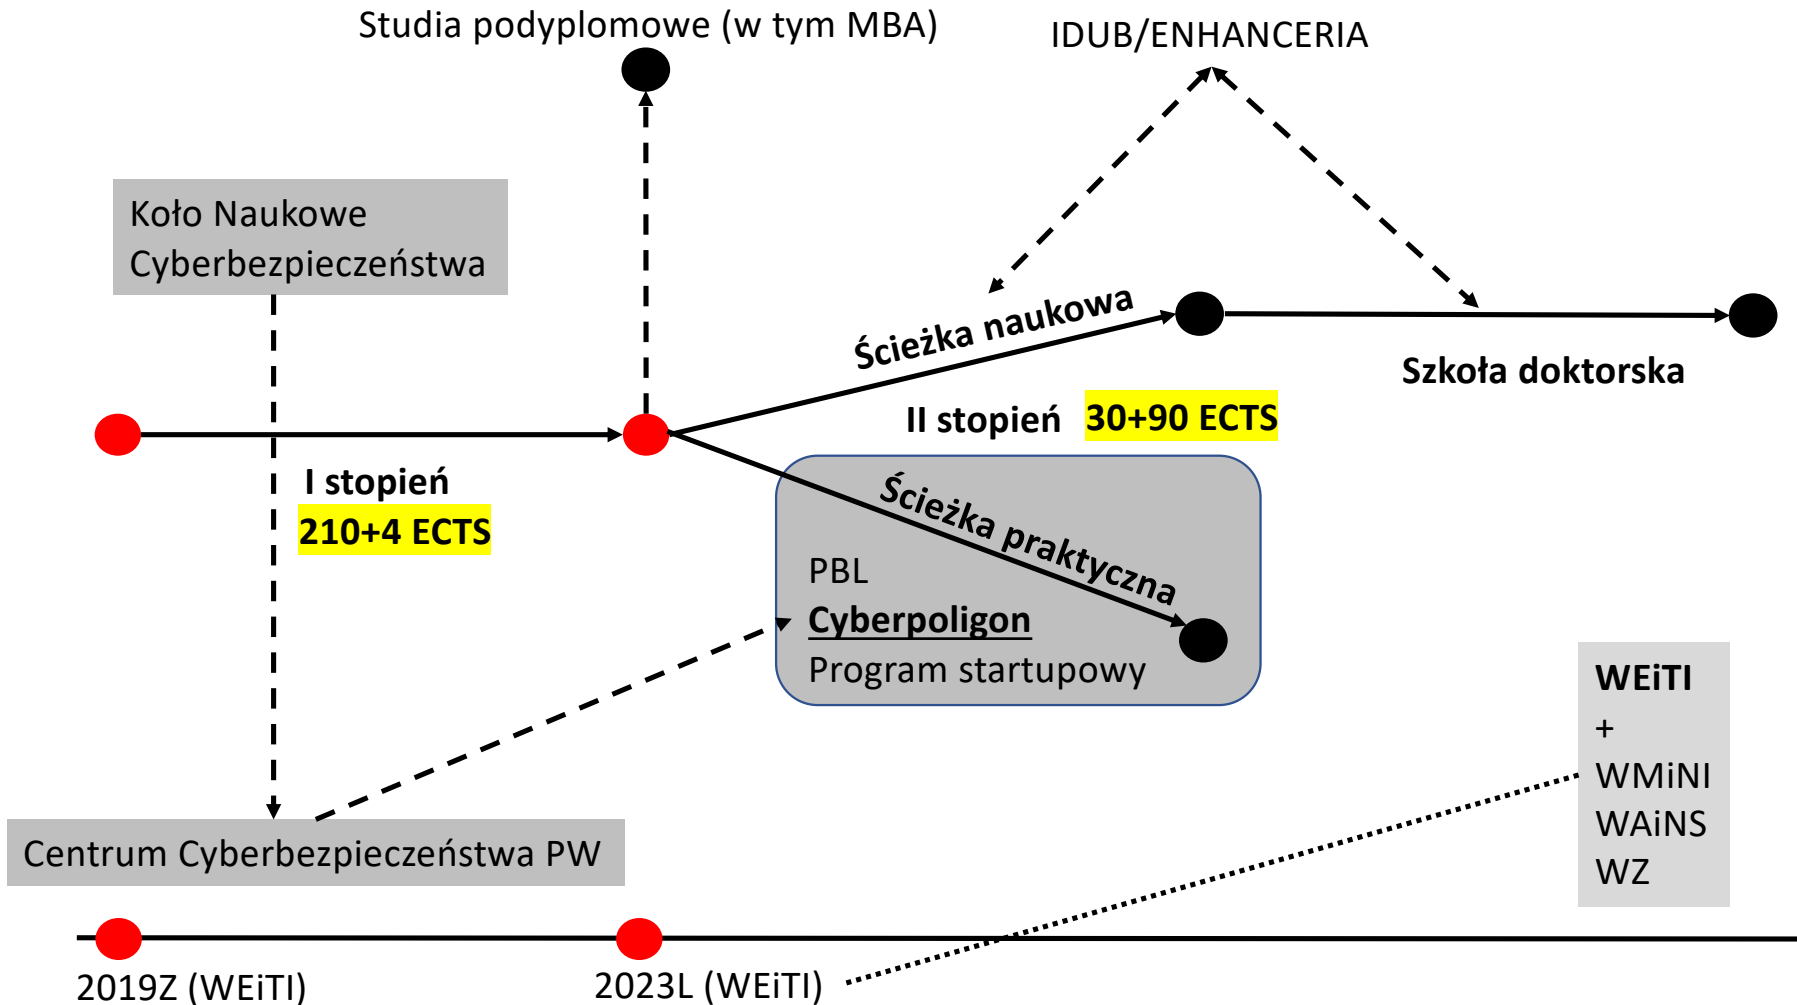 Studia podyplomowe (w tym MBA)
IDUB/ENHANCERIA
Koło Naukowe
Cyberbezpieczeństwa
Ścieżka naukowa
Szkoła doktorska
II stopień 30+90 ECTS
I stopień
210+4 ECTS
Ścieżka praktyczna
PBL
Cyberpoligon
Program startupowy
WEiTI
+
WMiNI
WAiNS
WZ
Centrum Cyberbezpieczeństwa PW
2019Z (WEiTI)
2023L (WEiTI)